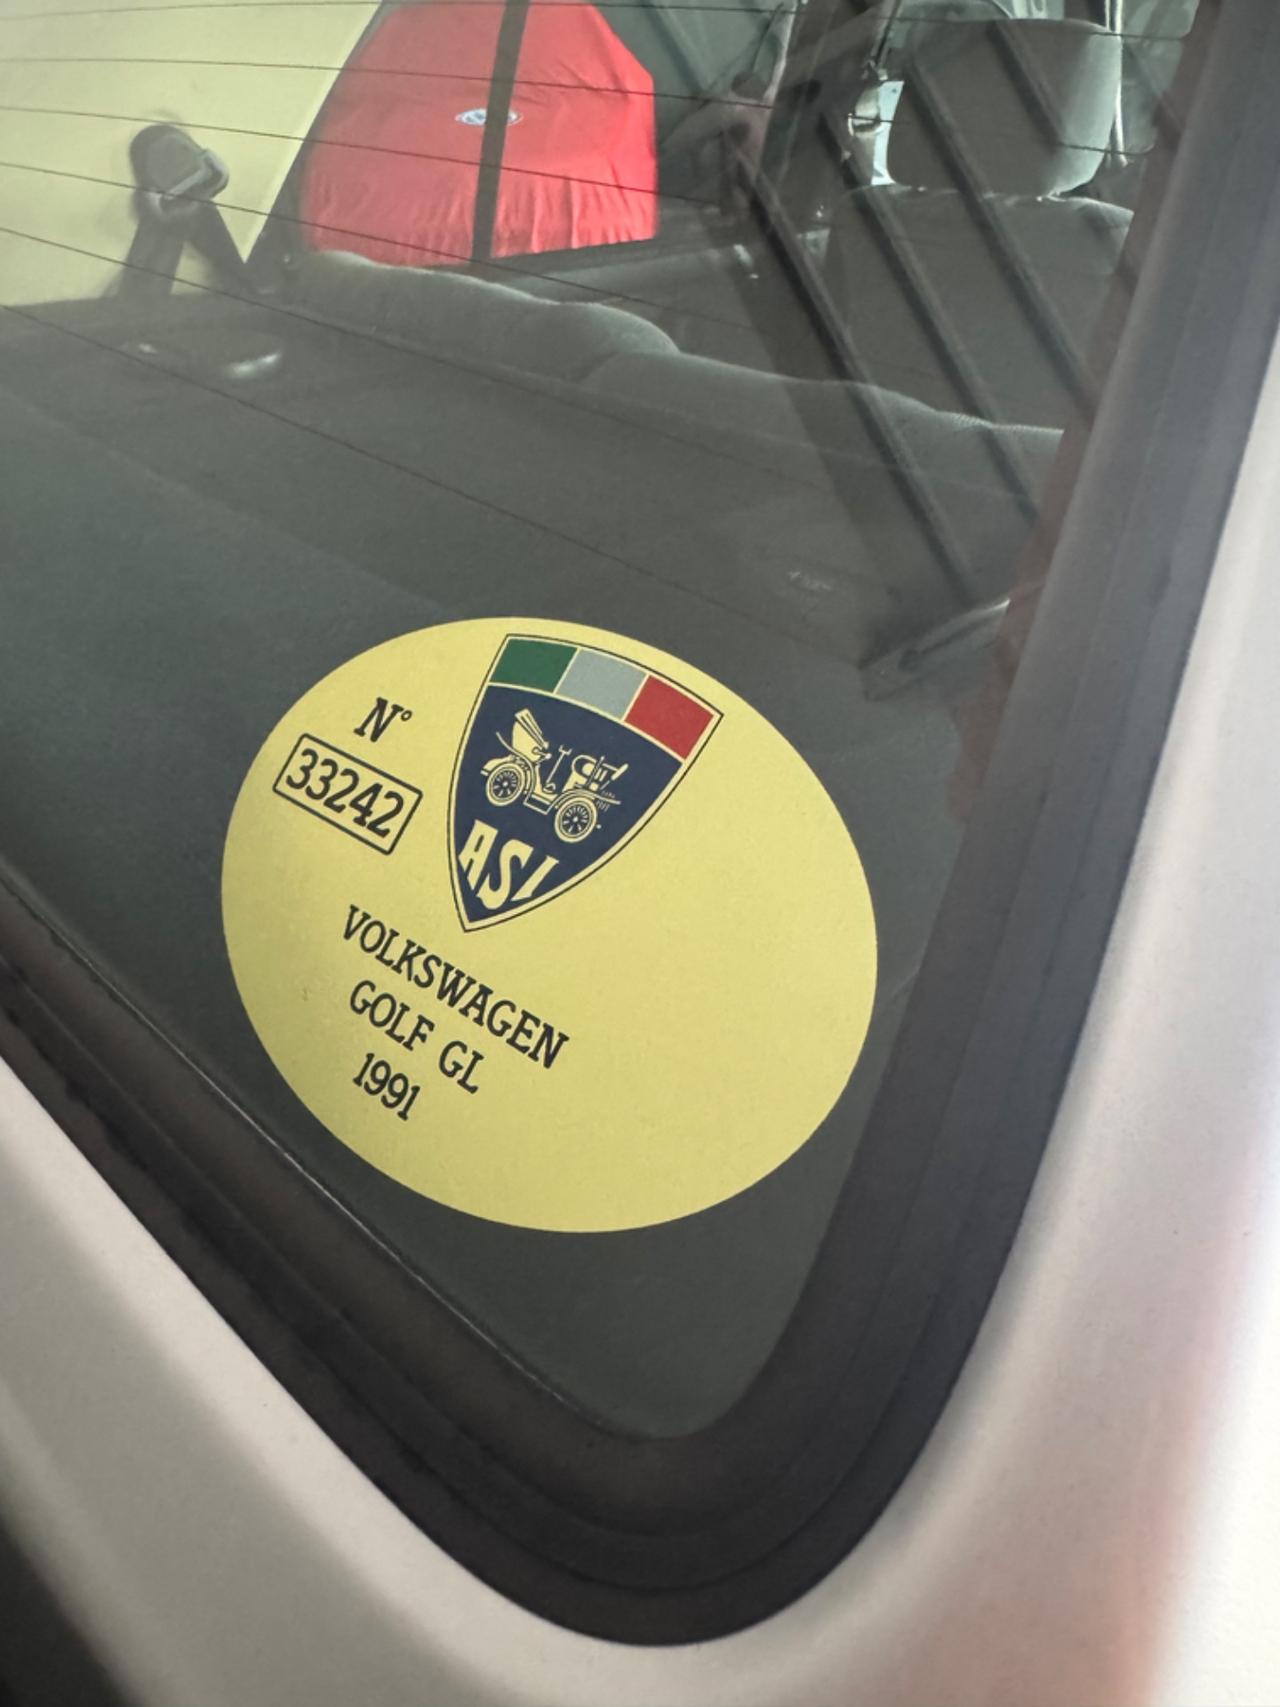 N°
33242
ASI
VOLKSWAGEN
GOLF GL
1991